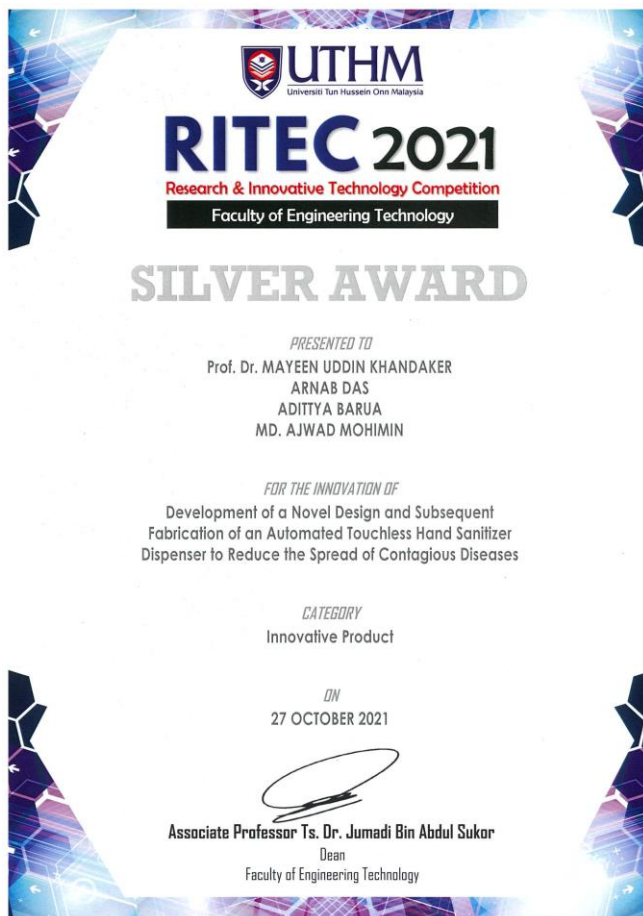 UTHM
Universiti Tun Hussein Onn Malaysia
RITEC 2021
Research & Innovative Technology Competition
Faculty of Engineering Technology
SILVER AWARD
PRESENTED TO
Prof. Dr. MAYEEN UDDIN KHANDAKER
ARNAB DAS
ADITTYA BARUA
MD. AJWAD MOHIMIN
FOR THE INNOVATION OF
Development of a Novel Design and Subsequent
Fabrication of an Automated Touchless Hand Sanitizer
Dispenser to Reduce the Spread of Contagious Diseases
CATEGORY
Innovative Product
ON
27 OCTOBER 2021
Associate Professor Ts. Dr. Jumadi Bin Abdul Sukor
Dean
Faculty of Engineering Technology